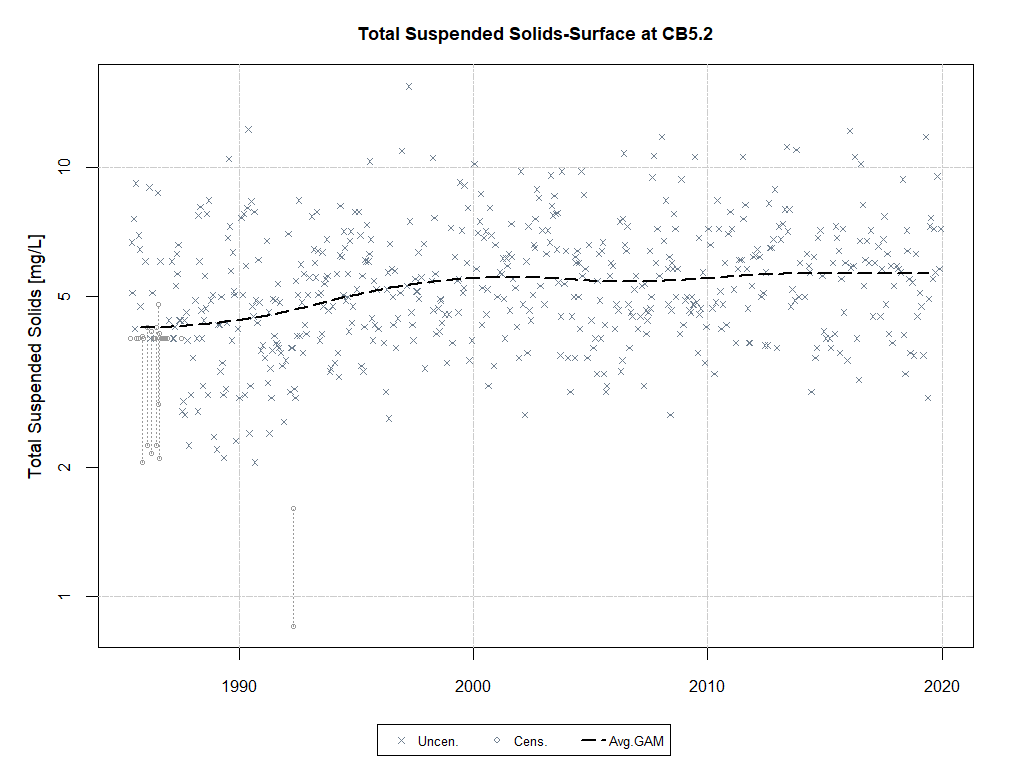 Total Suspended Solids-Surface at CB5.2
Total Suspended Solids [mg/L]
10
5
2
1
1990 2000 2010 2020
Uncen. Cens. Avg.GAM